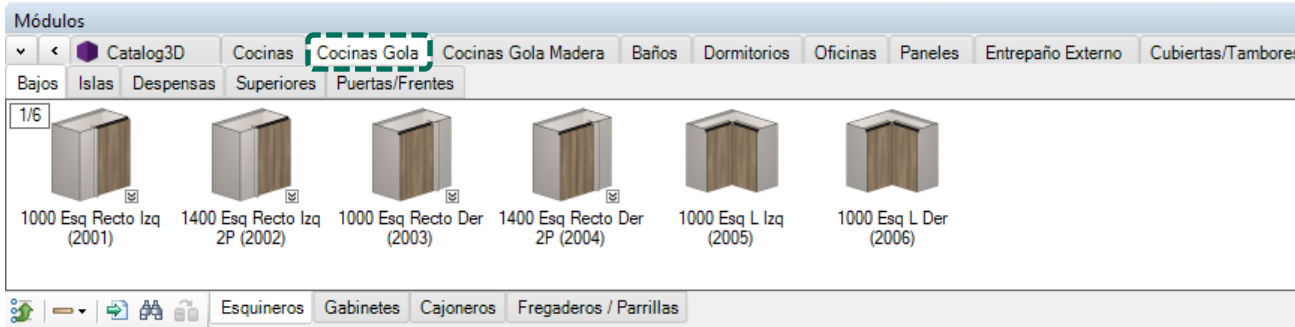 Módulos
Catalog3D Cocinas Cocinas Gola Cocinas Gola Madera Baños Dormitorios Oficinas Paneles Entrepaño Externo Cubiertas/Tambores
Bajos Islas Despensas Superiores Puertas/Frentes
1/6
1000 Esq Recto Izq (2001)
1400 Esq Recto Izq 2P (2002)
1000 Esq Recto Der (2003)
1400 Esq Recto Der 2P (2004)
1000 Esq L Izq (2005)
1000 Esq L Der (2006)
Esquineros Gabinetes Cajoneros Fregaderos / Parrillas